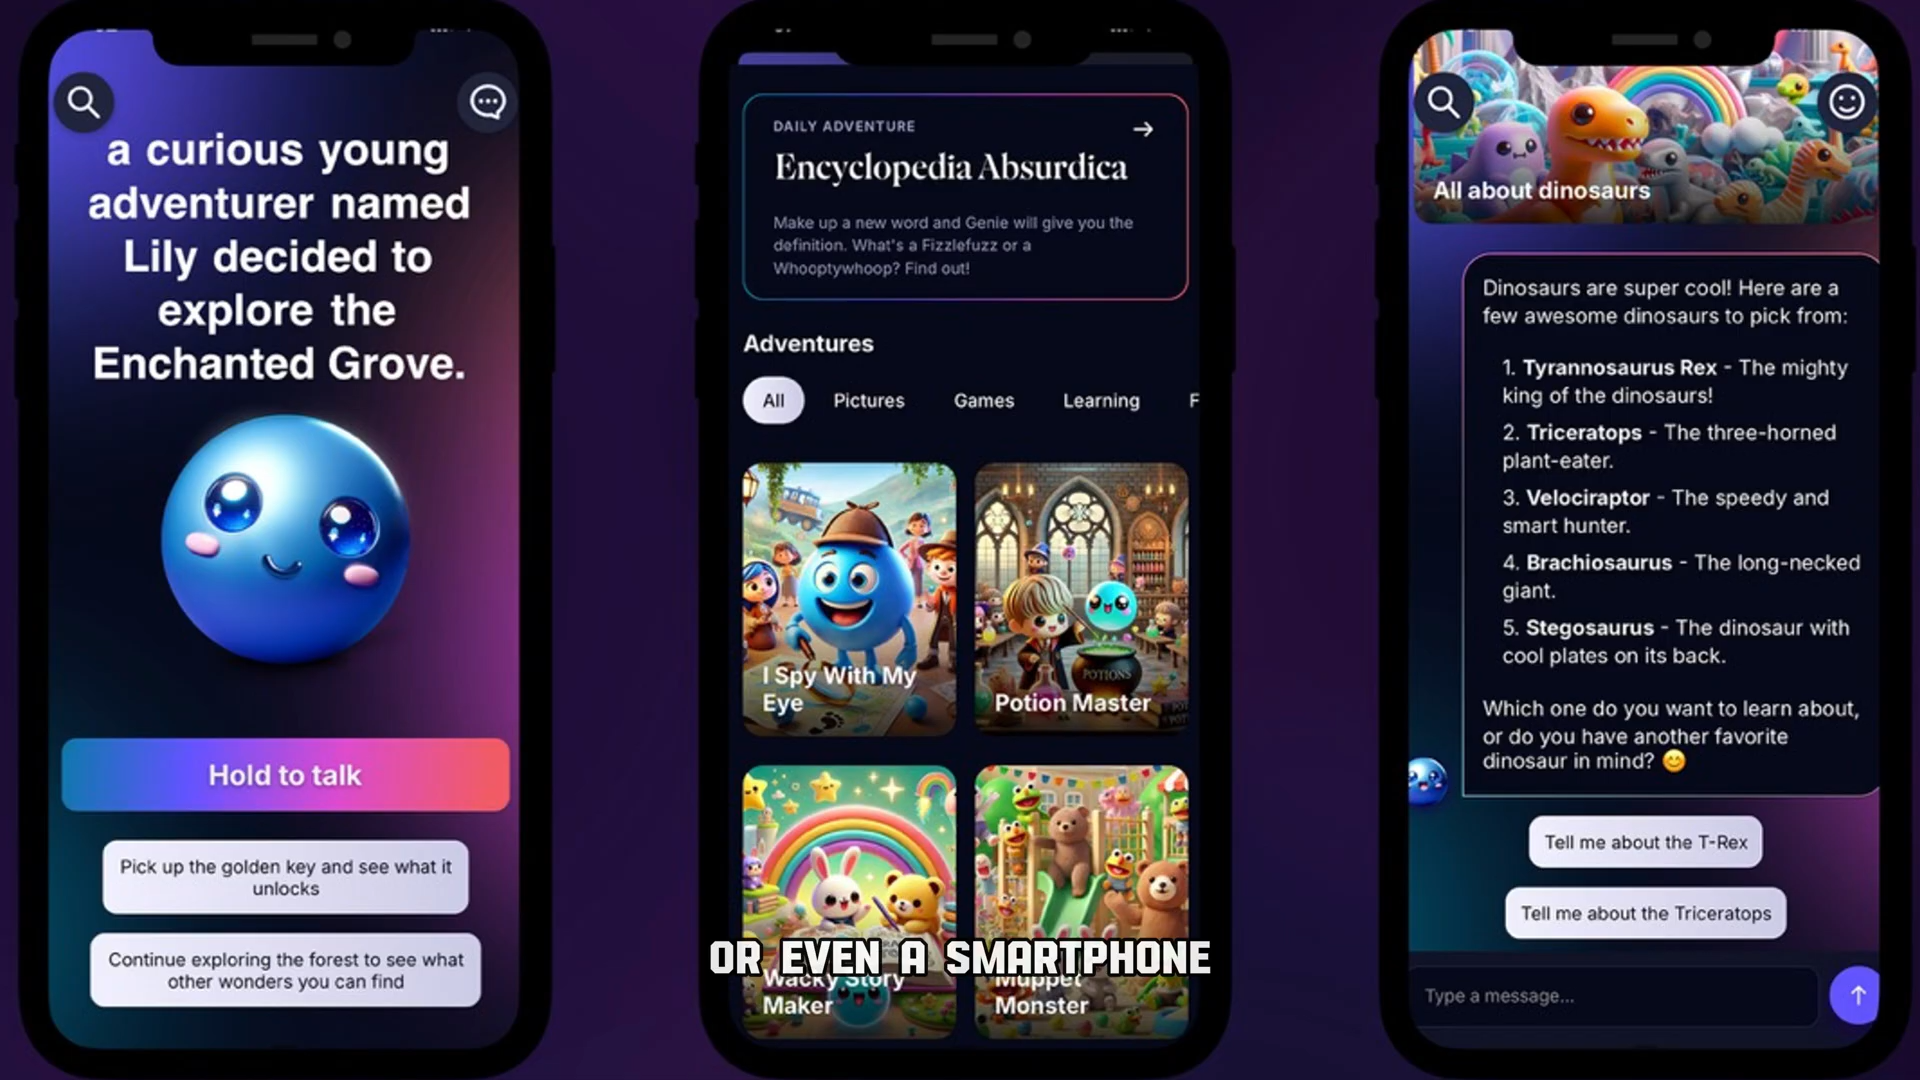 a curious young
adventurer named
Lily decided to
explore the
Enchanted Grove.
Hold to talk
Pick up the golden key and see what it
unlocks
Continue exploring the forest to see what
other wonders you can find
DAILY ADVENTURE
Encyclopedia Absurdica
Make up a new word and Genie will give you the
definition. What's a Fizzlefuzz or a
Whooptywhoop? Find out!
Adventures
All Pictures Games Learning F
I Spy With My
Eye
POTIONS
Potion Master
Wacky Story
Maker
Muppet
Monster
OR EVEN A SMARTPHONE
All about dinosaurs
Dinosaurs are super cool! Here are a
few awesome dinosaurs to pick from:
1. Tyrannosaurus Rex - The mighty
king of the dinosaurs!
2. Triceratops - The three-horned
plant-eater.
3. Velociraptor - The speedy and
smart hunter.
4. Brachiosaurus - The long-necked
giant.
5. Stegosaurus - The dinosaur with
cool plates on its back.
Which one do you want to learn about,
or do you have another favorite
dinosaur in mind? 😊
Tell me about the T-Rex
Tell me about the Triceratops
Type a message...